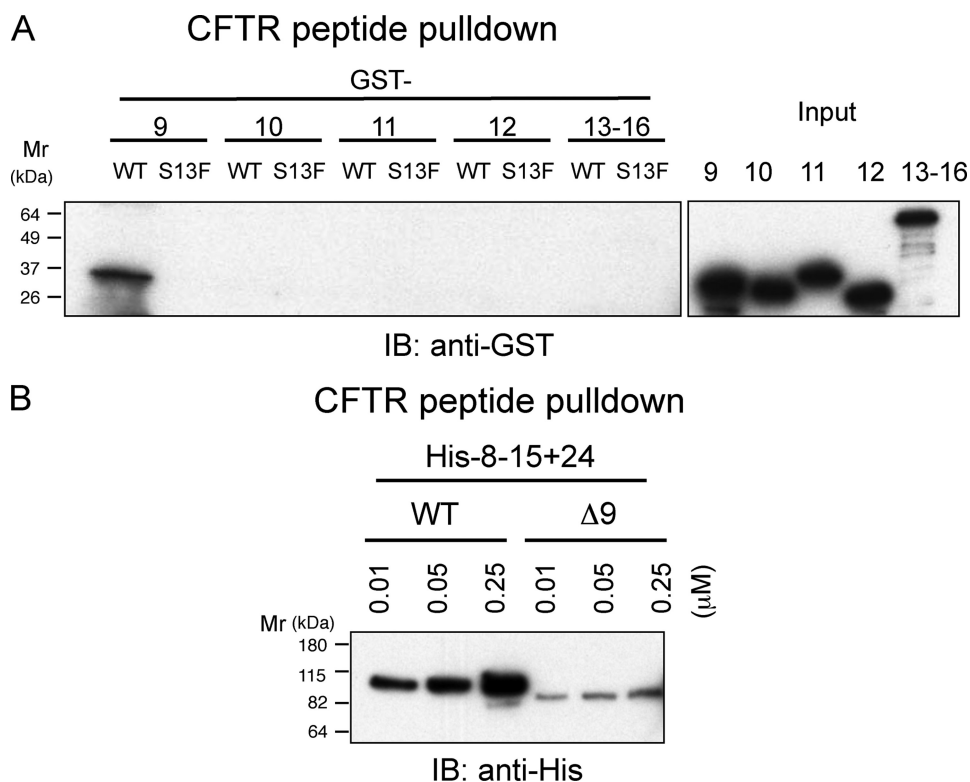 A
CFTR peptide pulldown
GST-
9 10 11 12 13-16
Input
Mr
(kDa)
WT S13F WT S13F WT S13F WT S13F WT S13F
9 10 11 12 13-16
64
49
37
26
IB: anti-GST
B
CFTR peptide pulldown
His-8-15+24
WT Δ9
0.01 0.05 0.25 0.01 0.05 0.25 (μM)
Mr (kDa)
180
115
82
64
IB: anti-His